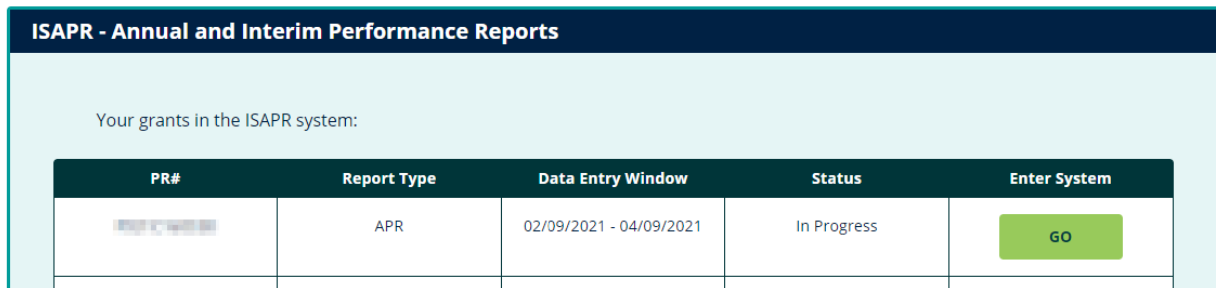 ISAPR - Annual and Interim Performance Reports
Your grants in the ISAPR system:
PR# Report Type Data Entry Window Status Enter System
APR 02/09/2021 - 04/09/2021 In Progress GO